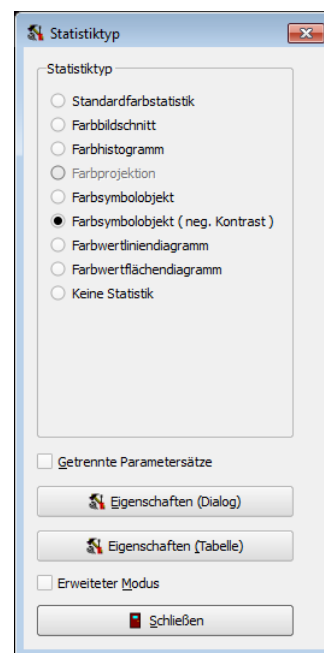 Statistiktyp
Statistiktyp
Standardfarbstatistik
Farbbildschnitt
Farbhistogramm
Farbprojektion
Farbsymbolobjekt
Farbsymbolobjekt ( neg. Kontrast )
Farbwertliniendiagramm
Farbwertflächendiagramm
Keine Statistik
Getrennte Parametersätze
Eigenschaften (Dialog)
Eigenschaften (Tabelle)
Erweiteter Modus
Schließen